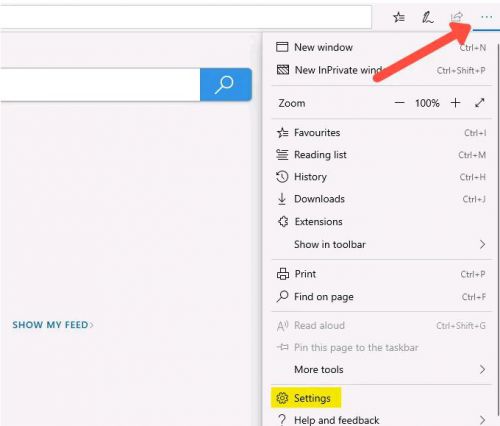 New window Ctrl+N
New InPrivate window Ctrl+Shift+P
Zoom — 100% +
Favourites Ctrl+I
Reading list Ctrl+M
History Ctrl+H
Downloads Ctrl+J
Extensions
Show in toolbar >
Print Ctrl+P
Find on page Ctrl+F
SHOW MY FEED>
Read aloud Ctrl+Shift+G
Pin this page to the taskbar
More tools >
Settings
? Help and feedback >